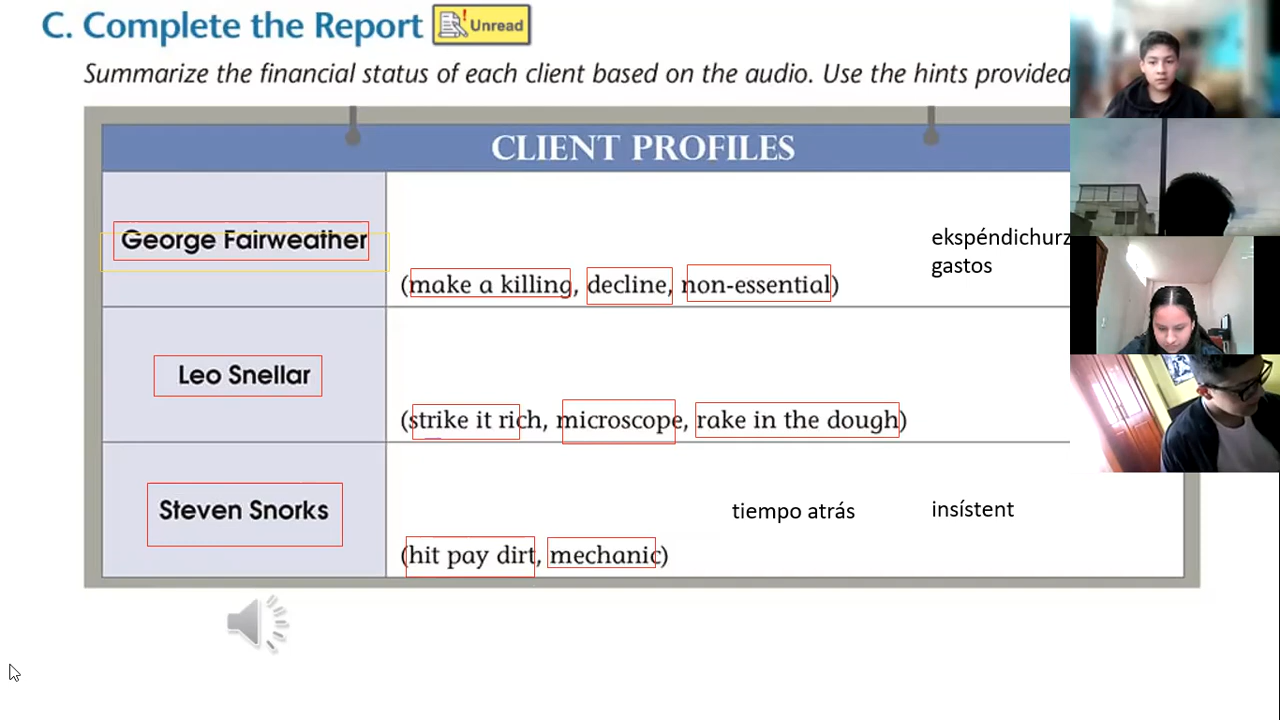 C. Complete the Report
Unread
Summarize the financial status of each client based on the audio. Use the hints provided
CLIENT PROFILES
George Fairweather
ekspéndichurz
gastos
(make a killing, decline, non-essential)
Leo Snellar
(strike it rich, microscope, rake in the dough)
Steven Snorks
tiempo atrás
insístent
(hit pay dirt, mechanic)